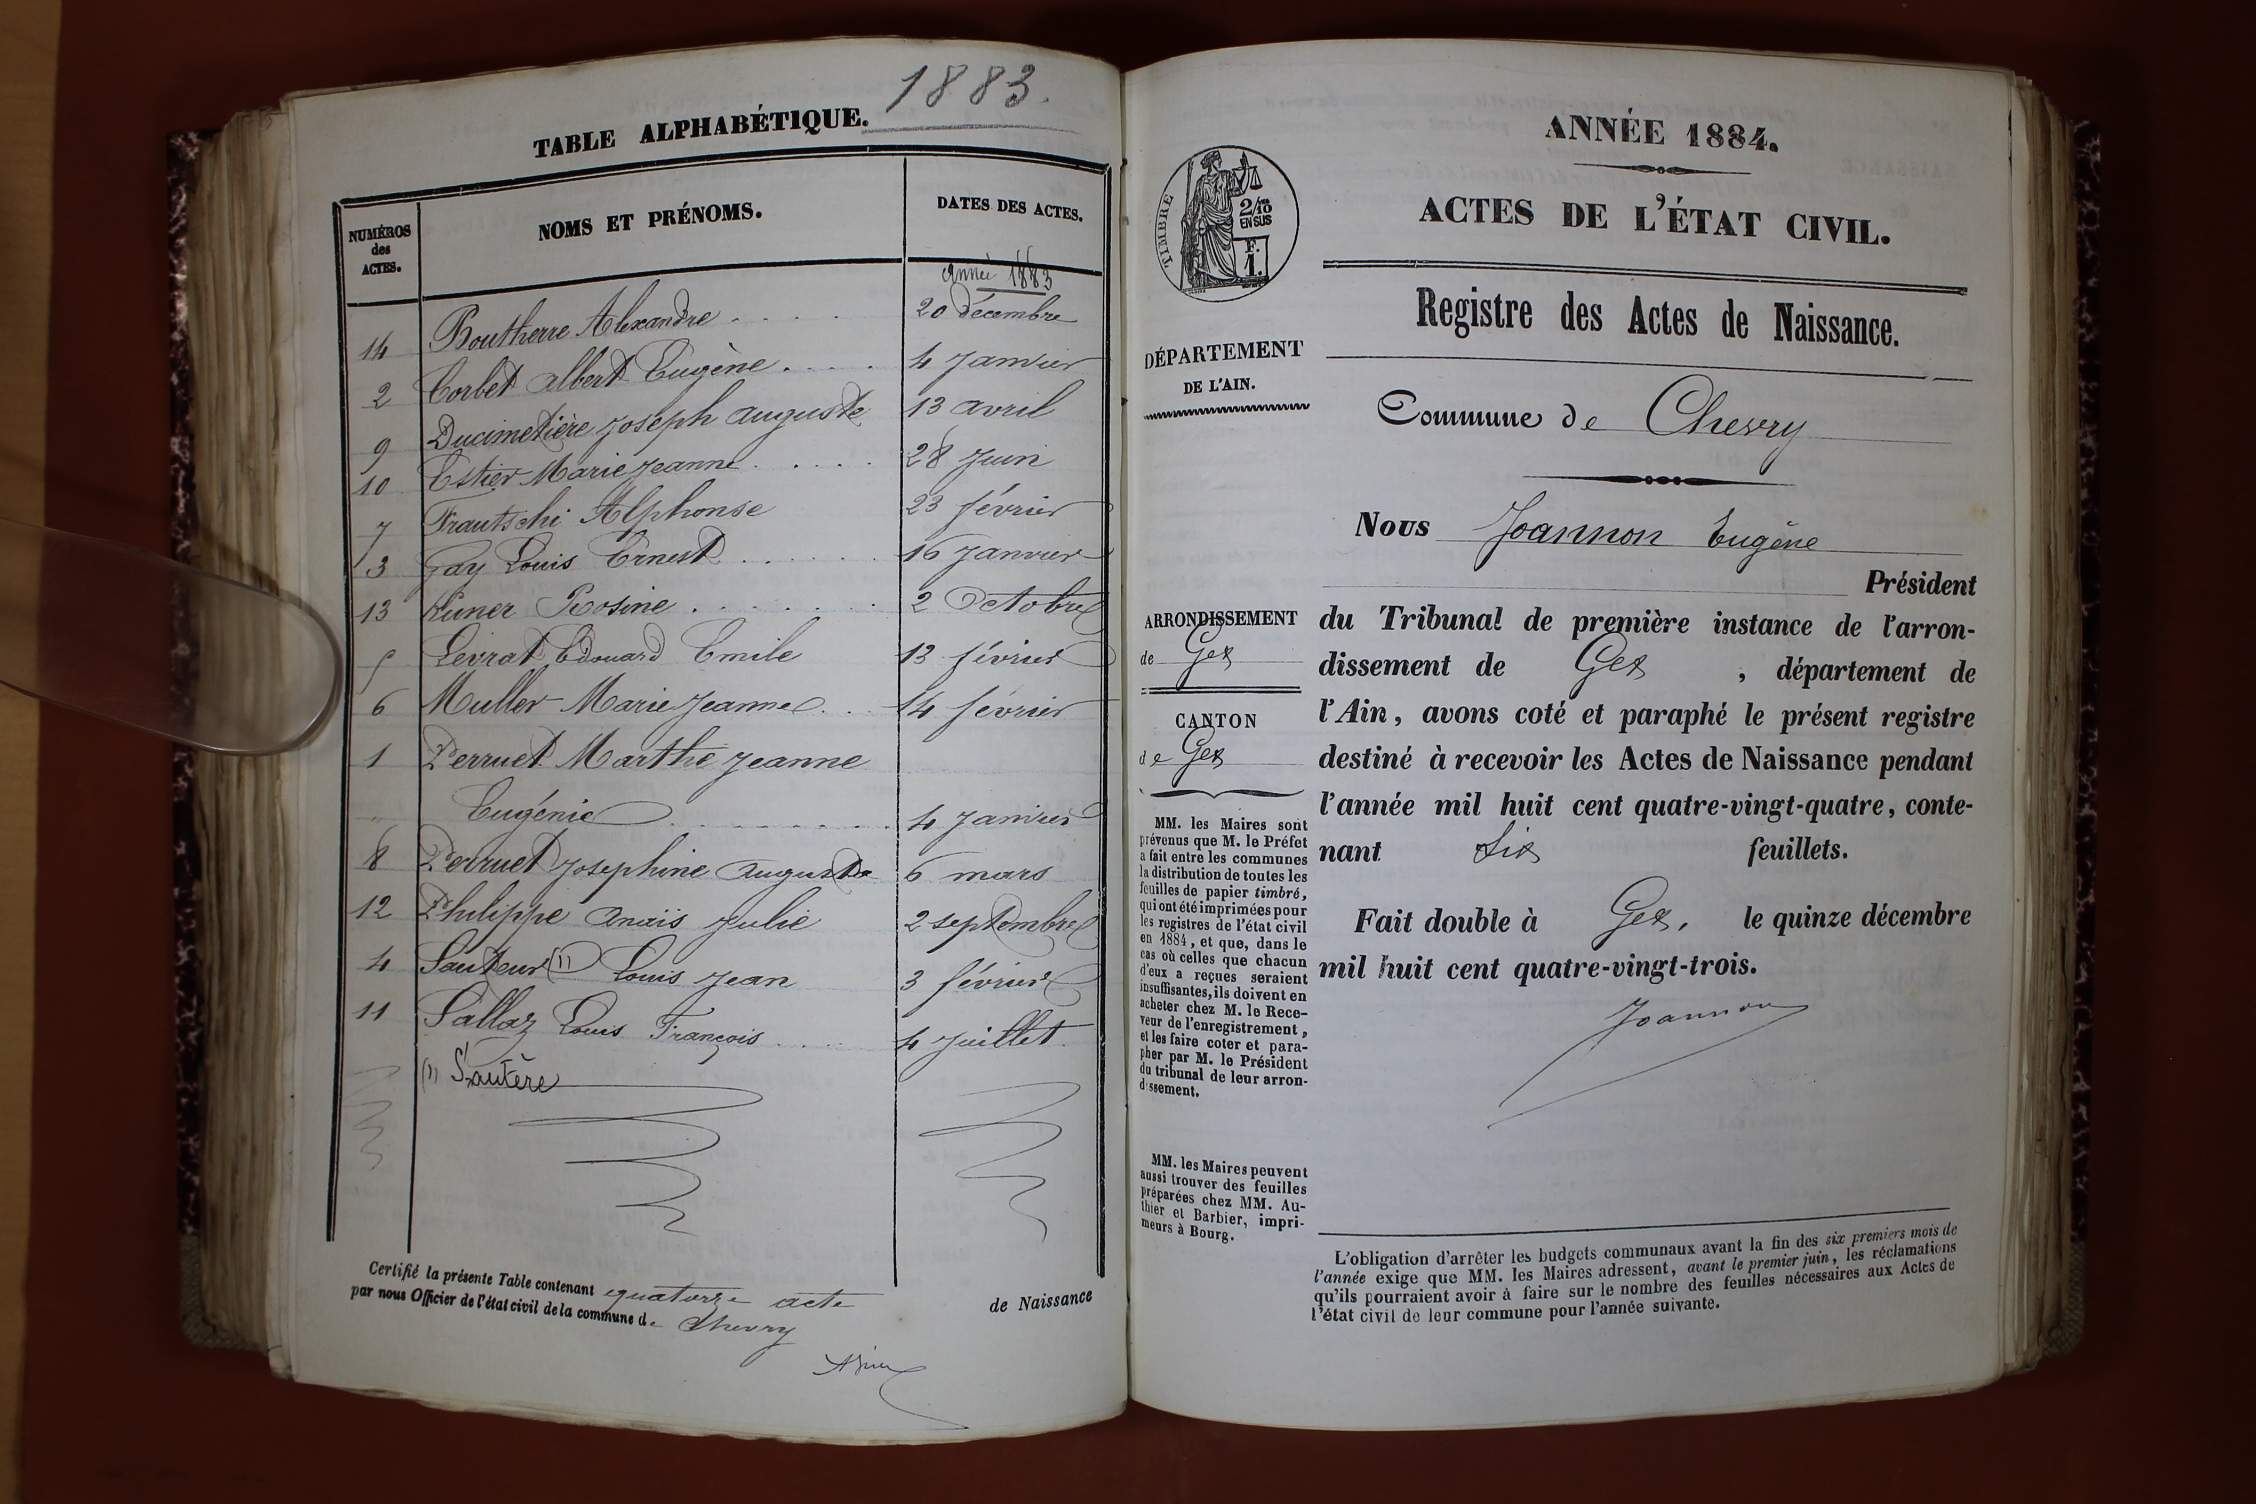 1883.
TABLE ALPHABÉTIQUE.
NUMÉROS
des
ACTES.
NOMS ET PRÉNOMS.
DATES DES ACTES.
Année 1883
14 Boutherre Alexandre . . . . . 20 décembre
2 Corbet Albert Eugène . . . . 4 Janvier
9 Ducimetière Joseph Auguste 13 avril
10 Estier Marie Jeanne . . . . . 28 Juin
7 Frautschi Alphonse 23 février
3 Gay Louis Ernest . . . . . . 16 Janvier
13 Kuner Rosine . . . . . . . 2 Octobre
5 Levrat Edouard Emile 13 février
6 Muller Marie Jeanne . . . 14 février
1 Perruet Marthe Jeanne
" Eugénie . . . . . . . . . 4 Janvier
8 Perruet Josephine Augusta 6 mars
12 Philippe Anaïs Julie 2 septembre
4 Sauteur (1) Louis Jean 3 février
11 Sallaz Louis François . . . . 4 Juillet
(1) Sautère
Certifié la présente Table contenant quatorze acte de Naissance
par nous Officier de l'état civil de la commune de Chevry
ANNÉE 1884.
ACTES DE L'ÉTAT CIVIL.
TIMBRE
2/10
EN SUS
F.
1.
Registre des Actes de Naissance.
DÉPARTEMENT
DE L'AIN.
Commune de Chevry
Nous Joannon Eugène
Président
ARRONDISSEMENT
de Gex
CANTON
de Gex
du Tribunal de première instance de l'arron-
dissement de Gex , département de
l'Ain, avons coté et paraphé le présent registre
destiné à recevoir les Actes de Naissance pendant
l'année mil huit cent quatre-vingt-quatre, conte-
nant six feuillets.
Fait double à Gex, le quinze décembre
mil huit cent quatre-vingt-trois.
Joannon
MM. les Maires sont
prévenus que M. le Préfet
a fait entre les communes
la distribution de toutes les
feuilles de papier timbré,
qui ont été imprimées pour
les registres de l'état civil
en 1884, et que, dans le
cas où celles que chacun
d'eux a reçues seraient
insuffisantes, ils doivent en
acheter chez M. le Rece-
veur de l'enregistrement,
et les faire coter et para-
pher par M. le Président
du tribunal de leur arron-
dissement.
MM. les Maires peuvent
aussi trouver des feuilles
préparées chez MM. Au-
thier et Barbier, impri-
meurs à Bourg.
L'obligation d'arrêter les budgets communaux avant la fin des six premiers mois de
l'année exige que MM. les Maires adressent, avant le premier juin, les réclamations
qu'ils pourraient avoir à faire sur le nombre des feuilles nécessaires aux Actes de
l'état civil de leur commune pour l'année suivante.